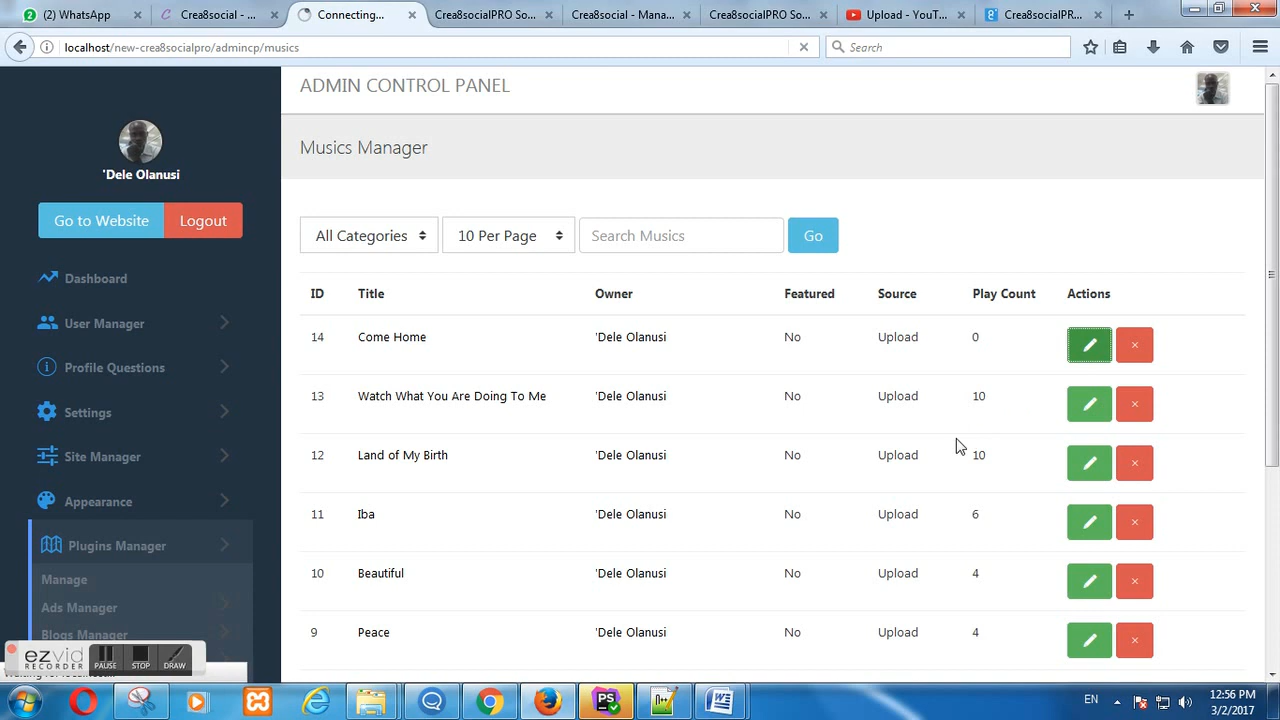 (2) WhatsApp
Crea8social - ...
Connecting...
Crea8socialPRO So...
Crea8social - Mana...
Crea8socialPRO So...
Upload - YouT...
Crea8socialPR...
localhost/new-crea8socialpro/admincp/musics
Search
ADMIN CONTROL PANEL
'Dele Olanusi
Go to Website
Logout
Dashboard
User Manager
Profile Questions
Settings
Site Manager
Appearance
Plugins Manager
Manage
Ads Manager
Blogs Manager
Musics Manager
All Categories
10 Per Page
Search Musics
Go
ID Title Owner Featured Source Play Count Actions
14 Come Home 'Dele Olanusi No Upload 0
13 Watch What You Are Doing To Me 'Dele Olanusi No Upload 10
12 Land of My Birth 'Dele Olanusi No Upload 10
11 Iba 'Dele Olanusi No Upload 6
10 Beautiful 'Dele Olanusi No Upload 4
9 Peace 'Dele Olanusi No Upload 4
ezvid
RECORDER
PAUSE
STOP
DRAW
PS
W
EN
12:56 PM
3/2/2017